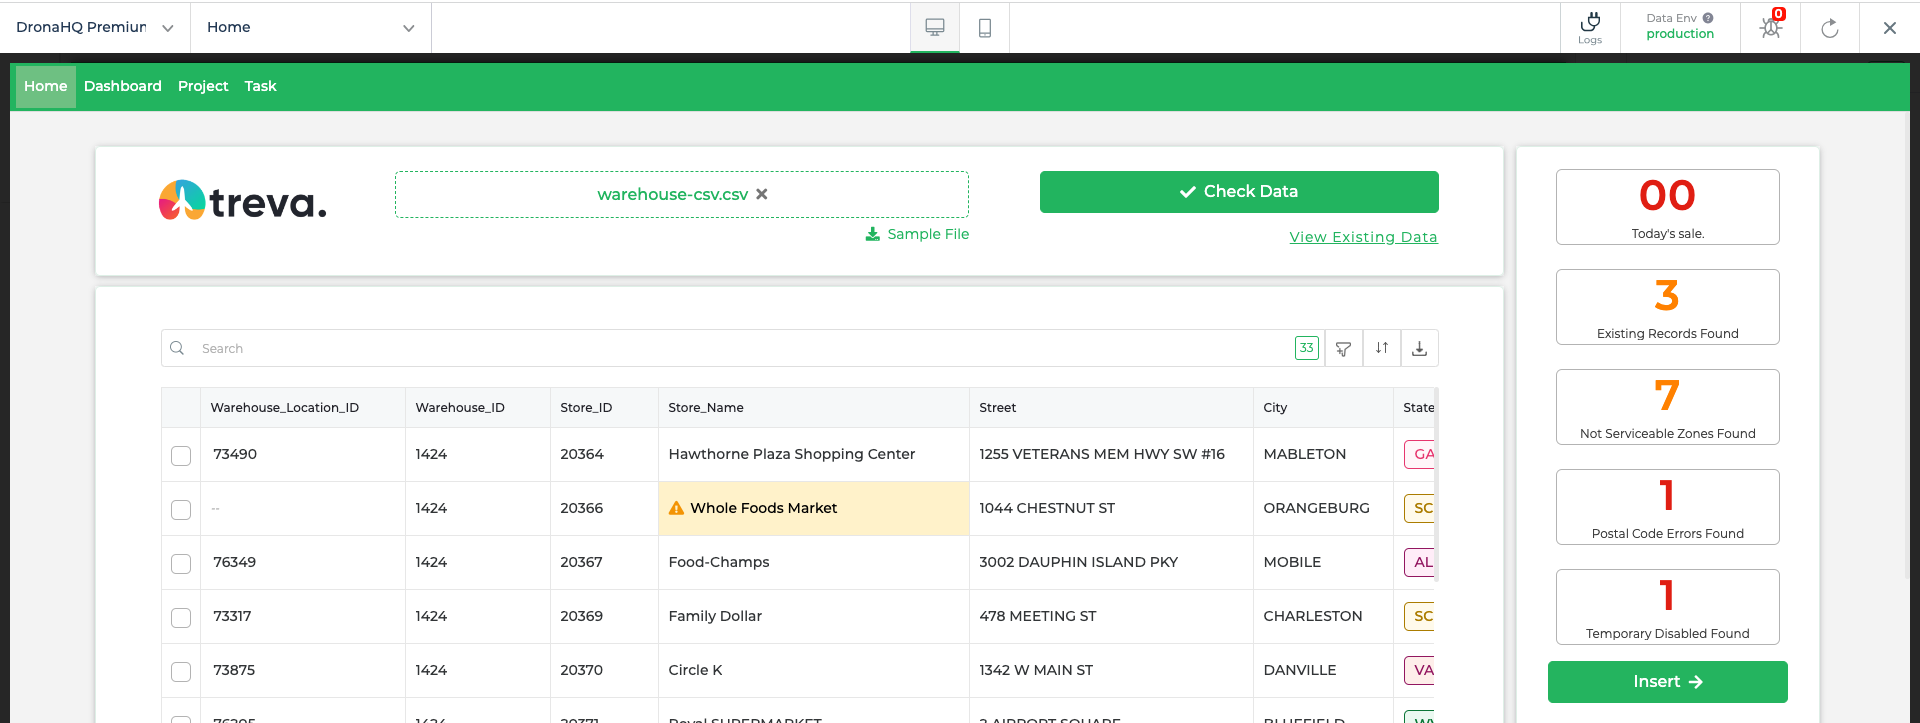 DronaHQ Premium
Home
Logs
Data Env
production
0
Home Dashboard Project Task
treva.
warehouse-csv.csv
Sample File
Check Data
View Existing Data
Search
33
Warehouse_Location_ID Warehouse_ID Store_ID Store_Name Street City State
73490 1424 20364 Hawthorne Plaza Shopping Center 1255 VETERANS MEM HWY SW #16 MABLETON GA
-- 1424 20366 Whole Foods Market 1044 CHESTNUT ST ORANGEBURG SC
76349 1424 20367 Food-Champs 3002 DAUPHIN ISLAND PKY MOBILE AL
73317 1424 20369 Family Dollar 478 MEETING ST CHARLESTON SC
73875 1424 20370 Circle K 1342 W MAIN ST DANVILLE VA
1424 20371 Royal SUPERMARKET 2 AIRPORT SQUARE BLUEFIELD
00
Today's sale.
3
Existing Records Found
7
Not Serviceable Zones Found
1
Postal Code Errors Found
1
Temporary Disabled Found
Insert